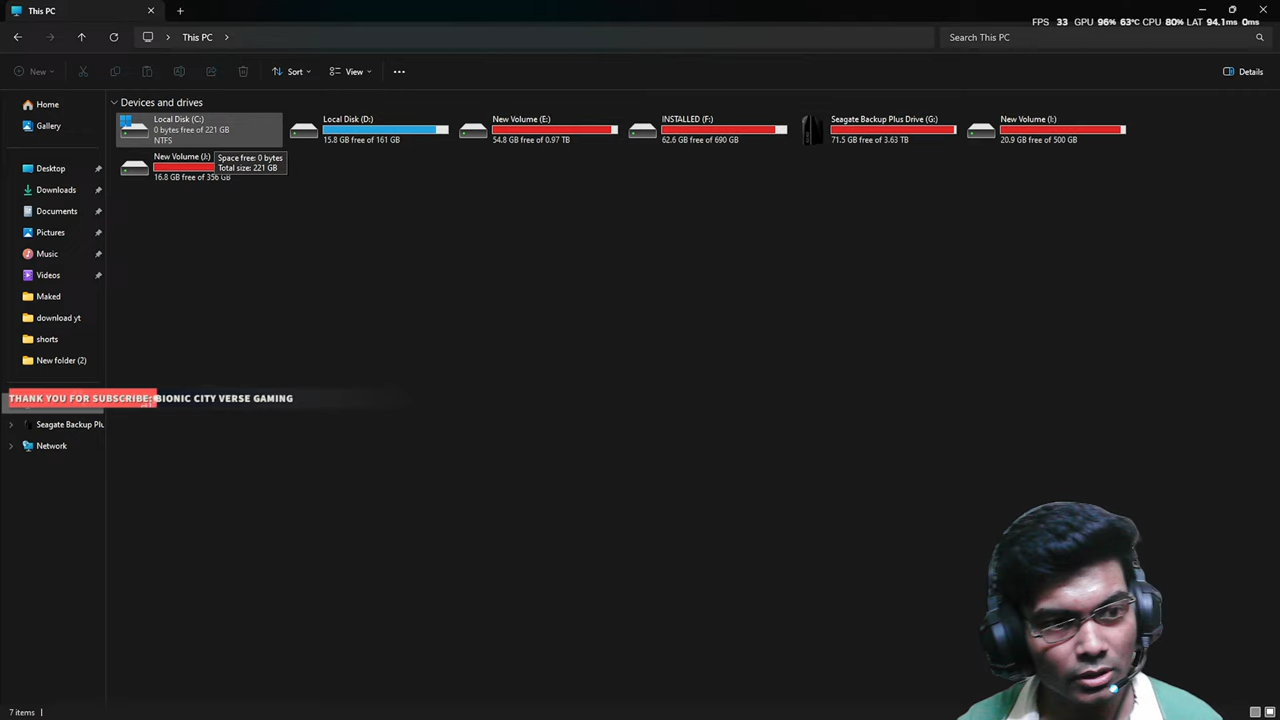 This PC
FPS 33 GPU 96% 63°C CPU 80% LAT 94.1ms 0ms
This PC
Search This PC
New
Sort
View
Details
Home
Gallery
Desktop
Downloads
Documents
Pictures
Music
Videos
Maked
download yt
shorts
New folder (2)
Seagate Backup Plu
Network
Devices and drives
Local Disk (C:)
0 bytes free of 221 GB
NTFS
Local Disk (D:)
15.8 GB free of 161 GB
New Volume (E:)
54.8 GB free of 0.97 TB
INSTALLED (F:)
62.6 GB free of 690 GB
Seagate Backup Plus Drive (G:)
71.5 GB free of 3.63 TB
New Volume (I:)
20.9 GB free of 500 GB
New Volume (J:)
16.8 GB free of 356 GB
Space free: 0 bytes
Total size: 221 GB
THANK YOU FOR SUBSCRIBE: BIONIC CITY VERSE GAMING
7 items